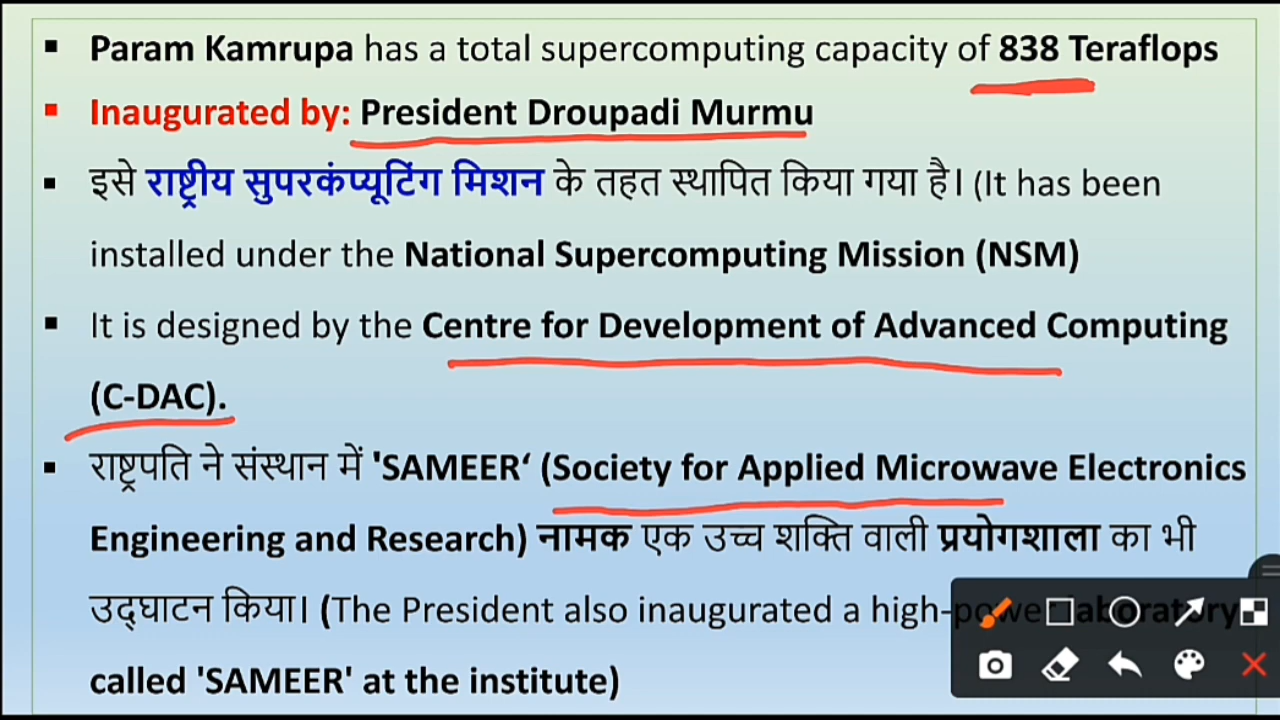 ▪ Param Kamrupa has a total supercomputing capacity of 838 Teraflops
▪ Inaugurated by: President Droupadi Murmu
▪ इसे राष्ट्रीय सुपरकंप्यूटिंग मिशन के तहत स्थापित किया गया है। (It has been
installed under the National Supercomputing Mission (NSM)
▪ It is designed by the Centre for Development of Advanced Computing
(C-DAC).
▪ राष्ट्रपति ने संस्थान में 'SAMEER‘ (Society for Applied Microwave Electronics
Engineering and Research) नामक एक उच्च शक्ति वाली प्रयोगशाला का भी
उद्घाटन किया। (The President also inaugurated a high-power laboratory
called 'SAMEER' at the institute)